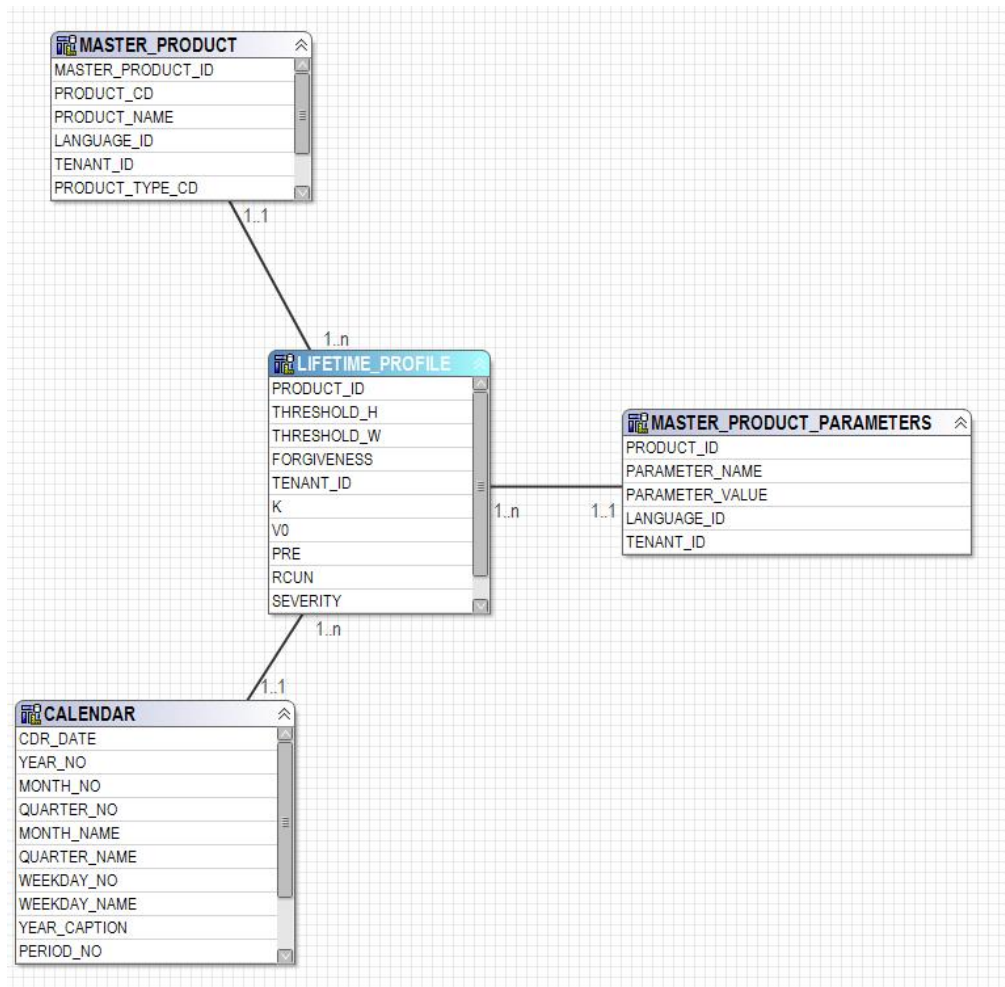 MASTER_PRODUCT
MASTER_PRODUCT_ID
PRODUCT_CD
PRODUCT_NAME
LANGUAGE_ID
TENANT_ID
PRODUCT_TYPE_CD
1..1
1..n
LIFETIME_PROFILE
PRODUCT_ID
THRESHOLD_H
THRESHOLD_W
FORGIVENESS
TENANT_ID
K
V0
PRE
RCUN
SEVERITY
1..n
1..1
MASTER_PRODUCT_PARAMETERS
PRODUCT_ID
PARAMETER_NAME
PARAMETER_VALUE
LANGUAGE_ID
TENANT_ID
1..n
1..1
CALENDAR
CDR_DATE
YEAR_NO
MONTH_NO
QUARTER_NO
MONTH_NAME
QUARTER_NAME
WEEKDAY_NO
WEEKDAY_NAME
YEAR_CAPTION
PERIOD_NO